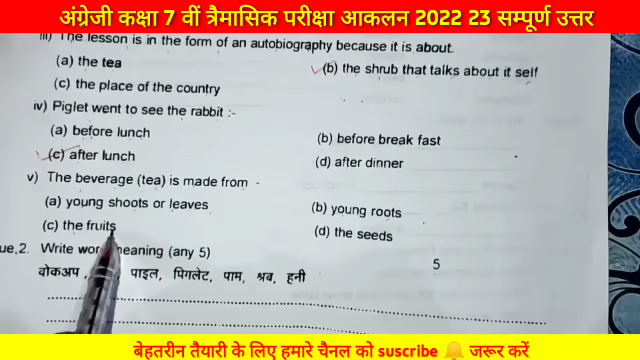 अंग्रेजी कक्षा 7 वीं त्रैमासिक परीक्षा आकलन 2022 23 सम्पूर्ण उत्तर
iii) The lesson is in the form of an autobiography because it is about.
(a) the tea
(b) the shrub that talks about it self
(c) the place of the country
iv) Piglet went to see the rabbit :-
(a) before lunch
(b) before break fast
(c) after lunch
(d) after dinner
v) The beverage (tea) is made from -
(a) young shoots or leaves
(b) young roots
(c) the fruits
(d) the seeds
ue,2. Write meaning (any 5)
5
वोकअप , पाइल, पिगलेट, पाम, श्रब, हनी
बेहतरीन तैयारी के लिए हमारे चैनल को suscribe 🔔 जरूर करें